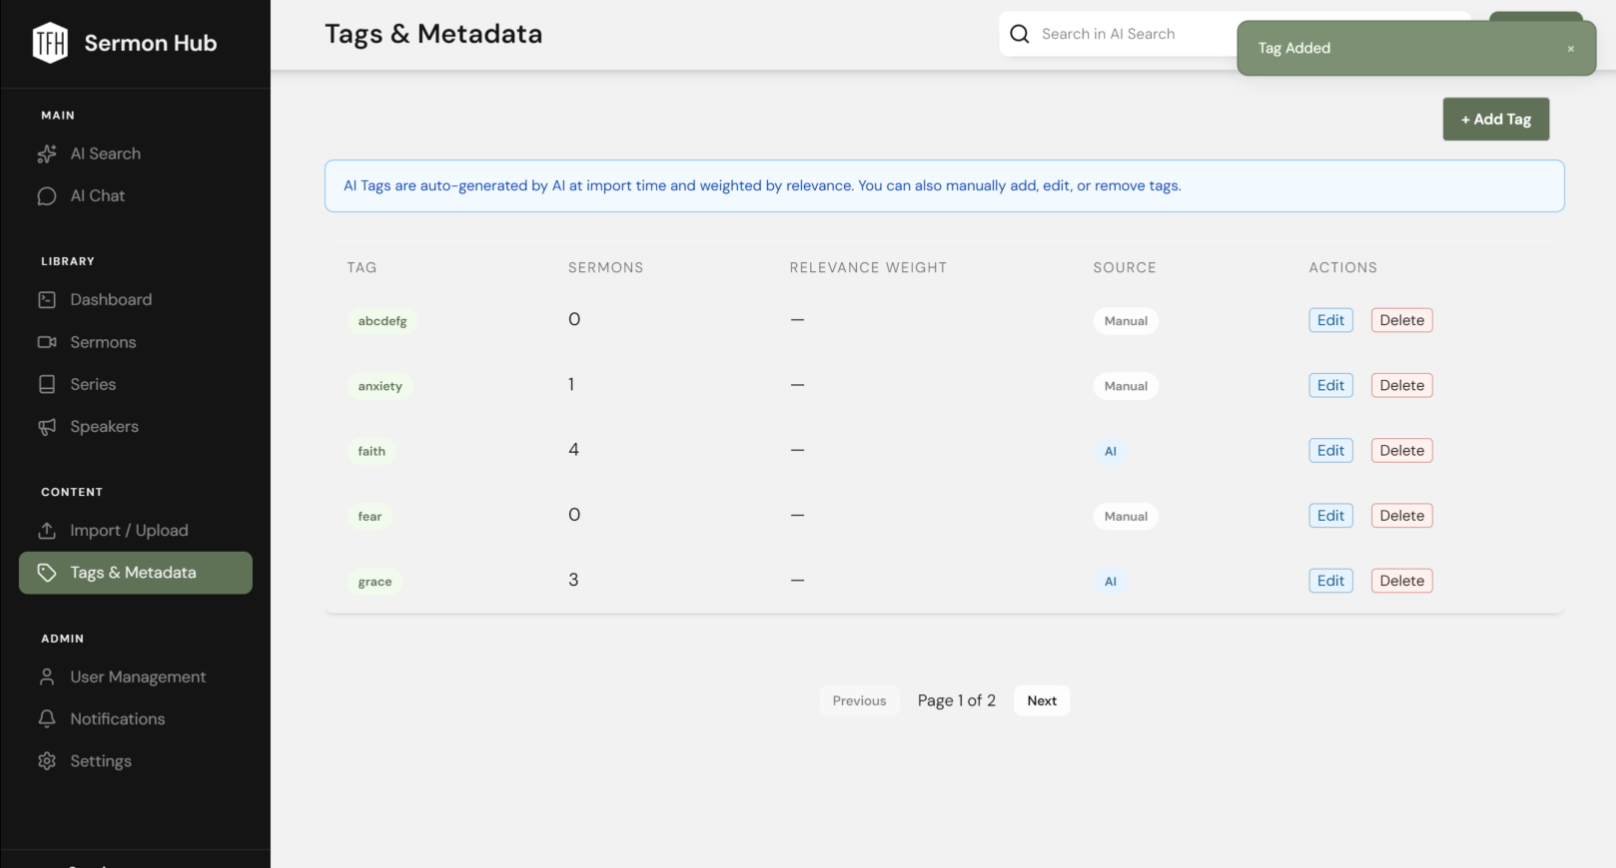 TFH Sermon Hub
MAIN
AI Search
AI Chat
LIBRARY
Dashboard
Sermons
Series
Speakers
CONTENT
Import / Upload
Tags & Metadata
ADMIN
User Management
Notifications
Settings
Tags & Metadata
Search in AI Search
Tag Added ×
+ Add Tag
AI Tags are auto-generated by AI at import time and weighted by relevance. You can also manually add, edit, or remove tags.
TAG SERMONS RELEVANCE WEIGHT SOURCE ACTIONS
abcdefg 0 — Manual Edit Delete
anxiety 1 — Manual Edit Delete
faith 4 — AI Edit Delete
fear 0 — Manual Edit Delete
grace 3 — AI Edit Delete
Previous Page 1 of 2 Next